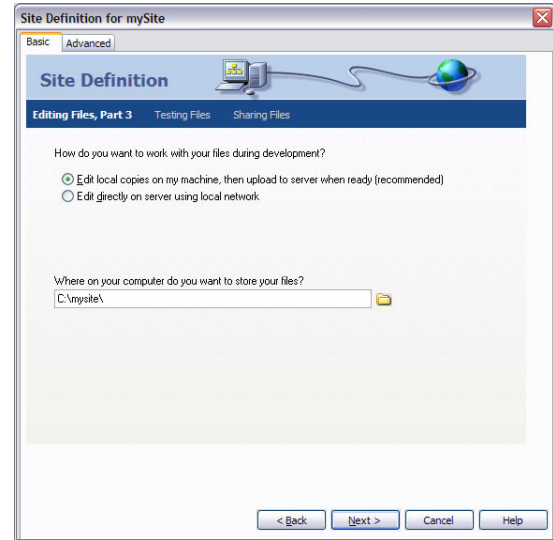 Site Definition for mySite
Basic Advanced
Site Definition
Editing Files, Part 3 Testing Files Sharing Files
How do you want to work with your files during development?
Edit local copies on my machine, then upload to server when ready (recommended)
Edit directly on server using local network
Where on your computer do you want to store your files?
C:\mysite\
< Back Next > Cancel Help